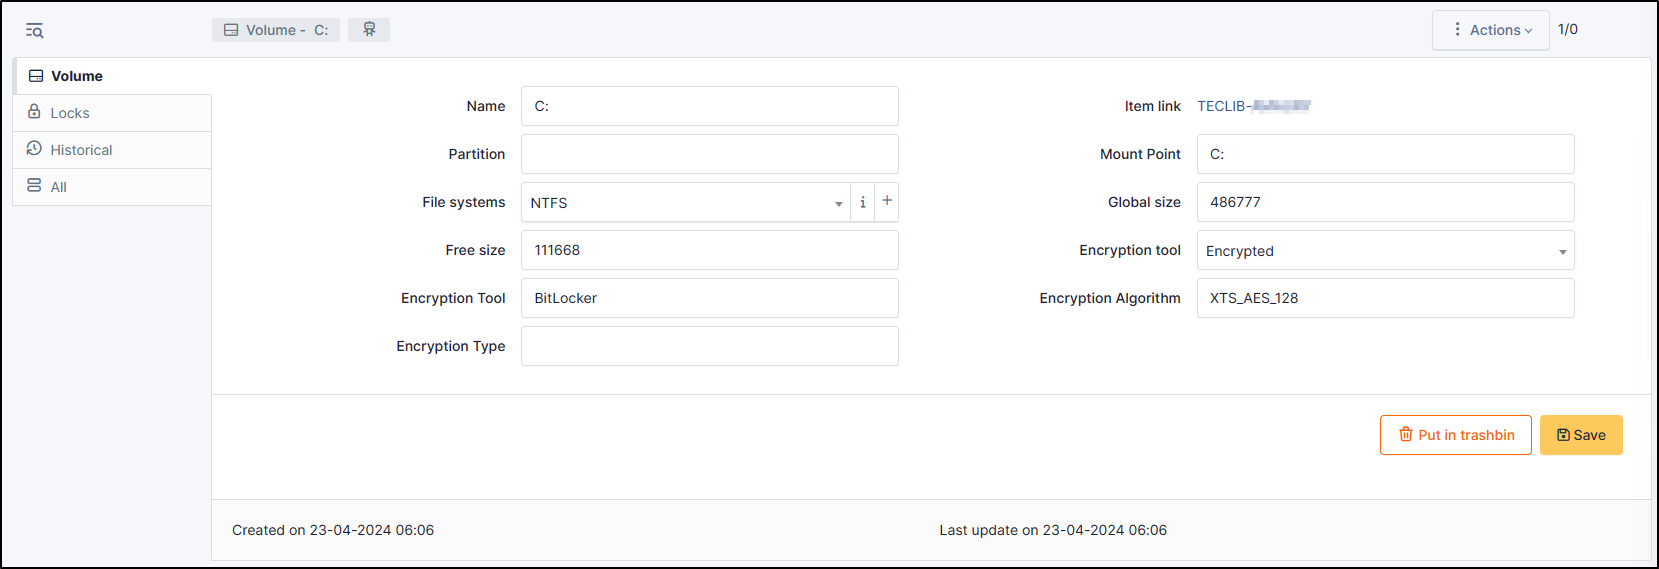 Volume - C:
Actions
1/0
Volume
Locks
Historical
All
Name C:
Item link TECLIB-
Partition
Mount Point C:
File systems NTFS i +
Global size 486777
Free size 111668
Encryption tool Encrypted
Encryption Tool BitLocker
Encryption Algorithm XTS_AES_128
Encryption Type
Put in trashbin
Save
Created on 23-04-2024 06:06
Last update on 23-04-2024 06:06